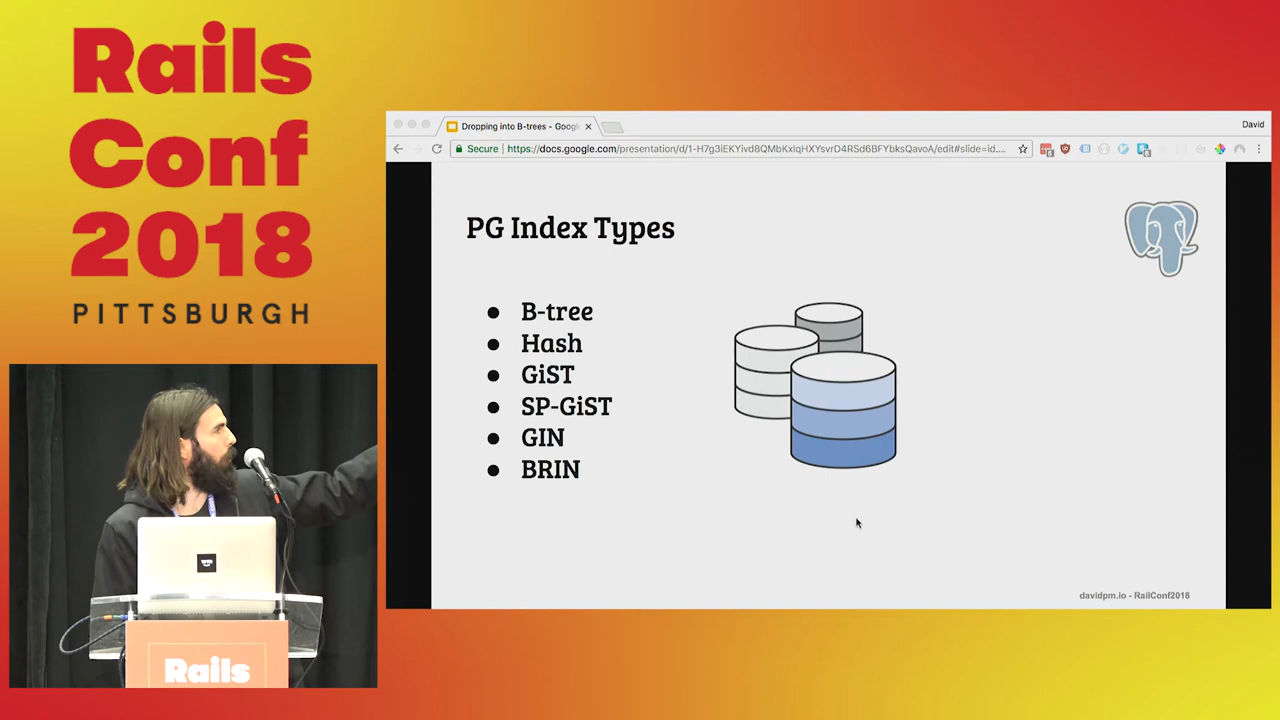 Rails
Conf
2018
PITTSBURGH
Dropping into B-trees - Googl
David
Secure
https://docs.google.com/presentation/d/1-H7g3iEKYivd8QMbKxlqHXYsvrD4RSd6BFYbksQavoA/edit#slide=id....
PG Index Types
● B-tree
● Hash
● GiST
● SP-GiST
● GIN
● BRIN
davidpm.io - RailConf2018
Rails